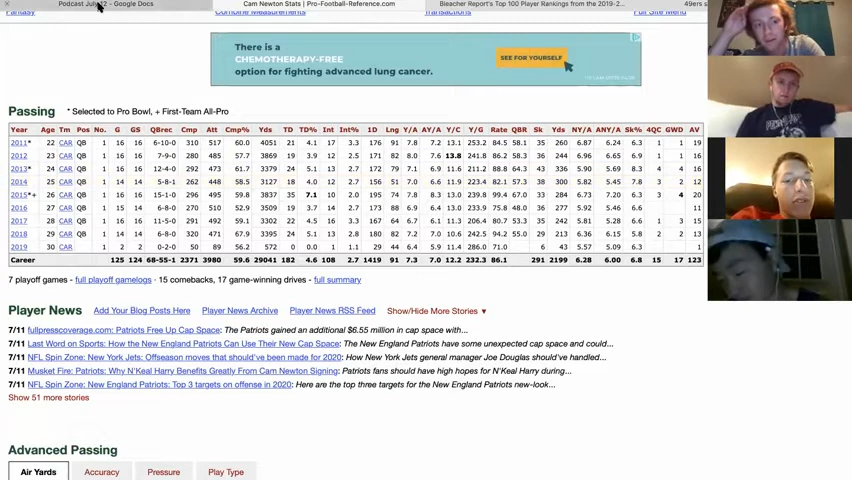 Podcast July 12 - Google Docs
Cam Newton Stats | Pro-Football-Reference.com
Bleacher Report's Top 100 Player Rankings from the 2019-2...
49ers s
Fantasy
Combine Measurements
Transactions
Full Site Menu
There is a
CHEMOTHERAPY-FREE
option for fighting advanced lung cancer.
SEE FOR YOURSELF
Passing * Selected to Pro Bowl, + First-Team All-Pro
Year Age Tm Pos No. G GS QBrec Cmp Att Cmp% Yds TD TD% Int Int% 1D Lng Y/A AY/A Y/C Y/G Rate QBR Sk Yds NY/A ANY/A Sk% 4QC GWD AV
2011* 22 CAR QB 1 16 16 6-10-0 310 517 60.0 4051 21 4.1 17 3.3 176 91 7.8 7.2 13.1 253.2 84.5 58.1 35 260 6.87 6.24 6.3 1 1 19
2012 23 CAR QB 1 16 16 7-9-0 280 485 57.7 3869 19 3.9 12 2.5 171 82 8.0 7.6 13.8 241.8 86.2 56.3 36 244 6.96 6.65 6.9 1 16
2013* 24 CAR QB 1 16 16 12-4-0 292 473 61.7 3379 24 5.1 13 2.7 169 79 7.1 6.9 11.6 211.2 88.8 64.3 43 336 5.90 5.69 8.3 4 4 16
2014 25 CAR QB 1 14 14 5-8-1 262 448 58.5 3127 18 4.0 12 2.7 156 51 7.0 6.6 11.9 223.4 82.1 57.3 38 300 5.82 5.45 7.8 3 2 12
2015*+ 26 CAR QB 1 16 16 15-1-0 296 495 59.8 3837 35 7.1 10 2.0 195 74 7.8 8.3 13.0 239.8 99.4 67.0 33 284 6.73 7.20 6.3 3 4 20
2016 27 CAR QB 1 15 14 6-8-0 270 510 52.9 3509 19 3.7 14 2.7 173 88 6.9 6.4 13.0 233.9 75.8 46.0 36 277 5.92 5.46 6.6 11
2017 28 CAR QB 1 16 16 11-5-0 291 492 59.1 3302 22 4.5 16 3.3 167 64 6.7 6.1 11.3 206.4 80.7 53.3 35 242 5.81 5.28 6.6 1 3 15
2018 29 CAR QB 1 14 14 6-8-0 320 471 67.9 3395 24 5.1 13 2.8 180 82 7.2 7.0 10.6 242.5 94.2 55.0 29 232 6.36 6.15 5.8 2 2 13
2019 30 CAR 1 2 2 0-2-0 50 89 56.2 572 0 0.0 1 1.1 29 44 6.4 5.9 11.4 286.0 71.0 6 43 5.57 5.09 6.3 1
Career 125 124 68-55-1 2371 3980 59.6 29041 182 4.6 108 2.7 1419 91 7.3 7.0 12.2 232.3 86.1 291 2199 6.28 6.00 6.8 15 17 123
7 playoff games - full playoff gamelogs • 15 comebacks, 17 game-winning drives - full summary
Player News Add Your Blog Posts Here Player News Archive Player News RSS Feed Show/Hide More Stories ▼
7/11 fullpresscoverage.com: Patriots Free Up Cap Space: The Patriots gained an additional $6.55 million in cap space with...
7/11 Last Word on Sports: How the New England Patriots Can Use Their New Cap Space: The New England Patriots have some unexpected cap space and could...
7/11 NFL Spin Zone: New York Jets: Offseason moves that should've been made for 2020: How New York Jets general manager Joe Douglas should've handled...
7/11 Musket Fire: Patriots: Why N'Keal Harry Benefits Greatly From Cam Newton Signing: Patriots fans should have high hopes for N'Keal Harry during...
7/11 NFL Spin Zone: New England Patriots: Top 3 targets on offense in 2020: Here are the top three targets for the New England Patriots new-look...
Show 51 more stories
Advanced Passing
Air Yards
Accuracy
Pressure
Play Type